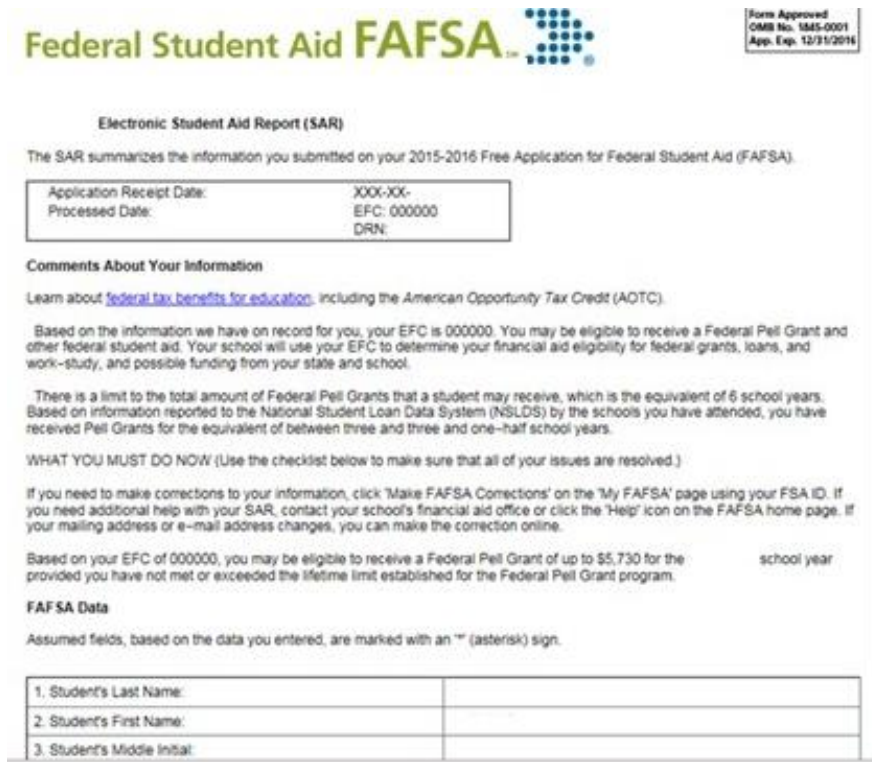 Federal Student Aid FAFSA SM
Form Approved
OMB No. 1845-0001
App. Exp. 12/31/2016
Electronic Student Aid Report (SAR)
The SAR summarizes the information you submitted on your 2015-2016 Free Application for Federal Student Aid (FAFSA).
Application Receipt Date: XXX-XX-
Processed Date: EFC: 000000
DRN:
Comments About Your Information
Learn about federal tax benefits for education, including the American Opportunity Tax Credit (AOTC).
Based on the information we have on record for you, your EFC is 000000. You may be eligible to receive a Federal Pell Grant and
other federal student aid. Your school will use your EFC to determine your financial aid eligibility for federal grants, loans, and
work-study, and possible funding from your state and school.
There is a limit to the total amount of Federal Pell Grants that a student may receive, which is the equivalent of 6 school years.
Based on information reported to the National Student Loan Data System (NSLDS) by the schools you have attended, you have
received Pell Grants for the equivalent of between three and three and one-half school years.
WHAT YOU MUST DO NOW (Use the checklist below to make sure that all of your issues are resolved.)
If you need to make corrections to your information, click 'Make FAFSA Corrections' on the 'My FAFSA' page using your FSA ID. If
you need additional help with your SAR, contact your school's financial aid office or click the 'Help' icon on the FAFSA home page. If
your mailing address or e-mail address changes, you can make the correction online.
Based on your EFC of 000000, you may be eligible to receive a Federal Pell Grant of up to $5,730 for the school year
provided you have not met or exceeded the lifetime limit established for the Federal Pell Grant program.
FAFSA Data
Assumed fields, based on the data you entered, are marked with an "*" (asterisk) sign.
1. Student's Last Name:
2. Student's First Name:
3. Student's Middle Initial: